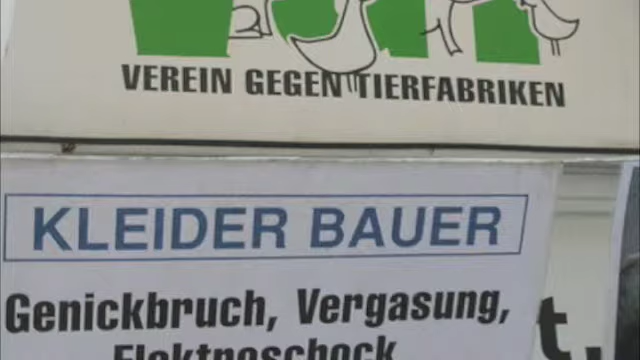 VEREIN GEGEN TIERFABRIKEN
KLEIDER BAUER
Genickbruch, Vergasung,
Elektroschock
t.